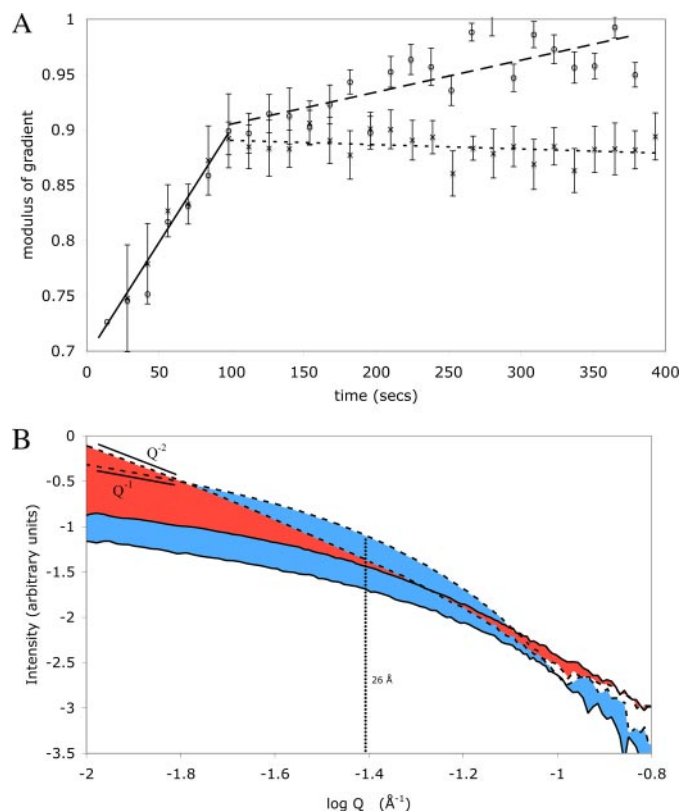 A
1
0.95
0.9
0.85
0.8
0.75
0.7
modulus of gradient
0 50 100 150 200 250 300 350 400
time (secs)
B
0
-0.5
-1
-1.5
-2
-2.5
-3
-3.5
Intensity (arbitrary units)
Q-2
Q-1
26 Å
-2 -1.8 -1.6 -1.4 -1.2 -1 -0.8
log Q (Å-1)